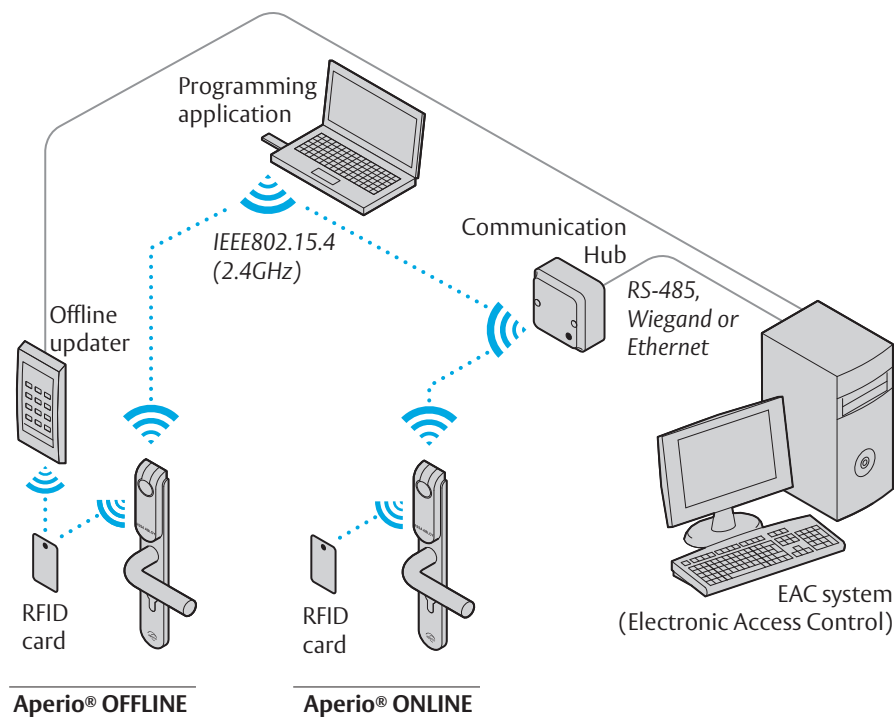 Programming
application
IEEE802.15.4
(2.4GHz)
Communication
Hub
RS-485,
Wiegand or
Ethernet
Offline
updater
RFID
card
RFID
card
EAC system
(Electronic Access Control)
Aperio® OFFLINE
Aperio® ONLINE